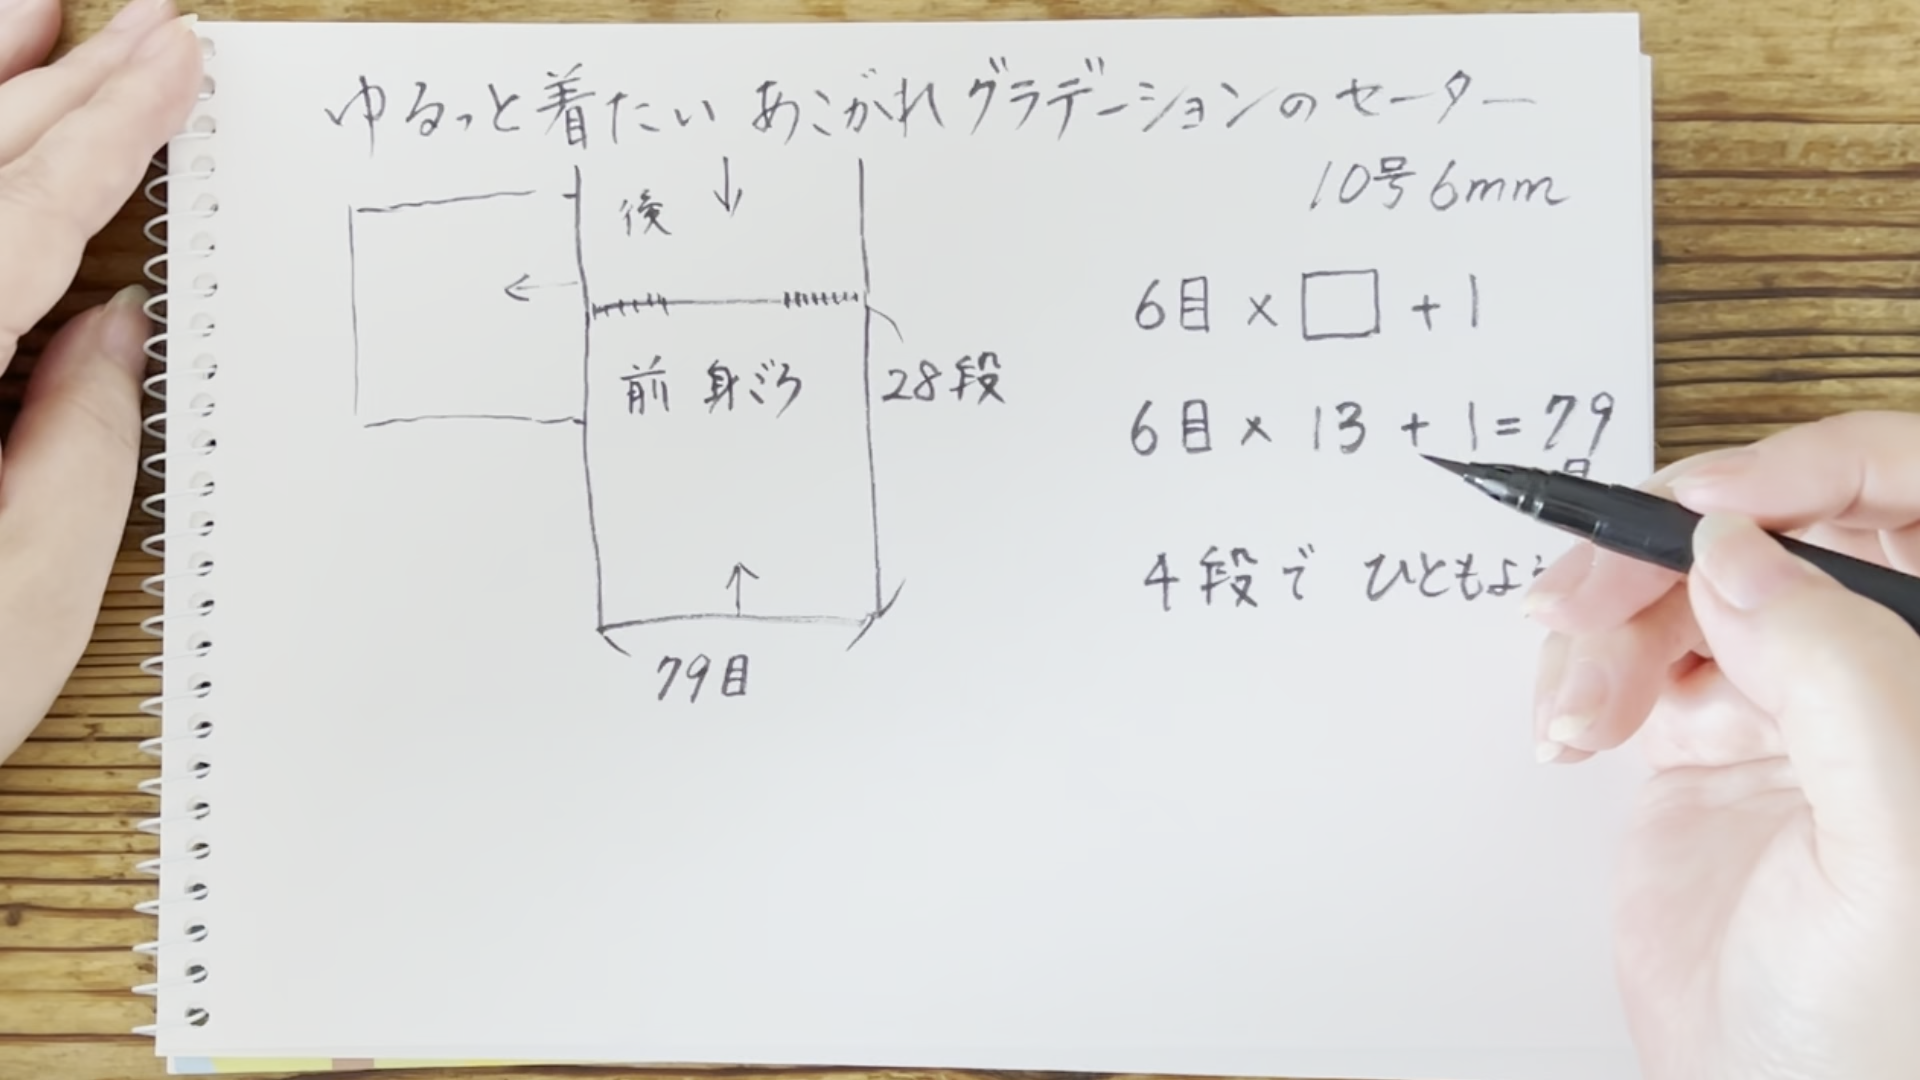 ゆるっと着たい あこがれグラデーションのセーター
10号 6mm
後
前 身ごろ
28段
79目
6目 × □ + 1
6目 × 13 + 1 = 79
目
4段で ひともよう